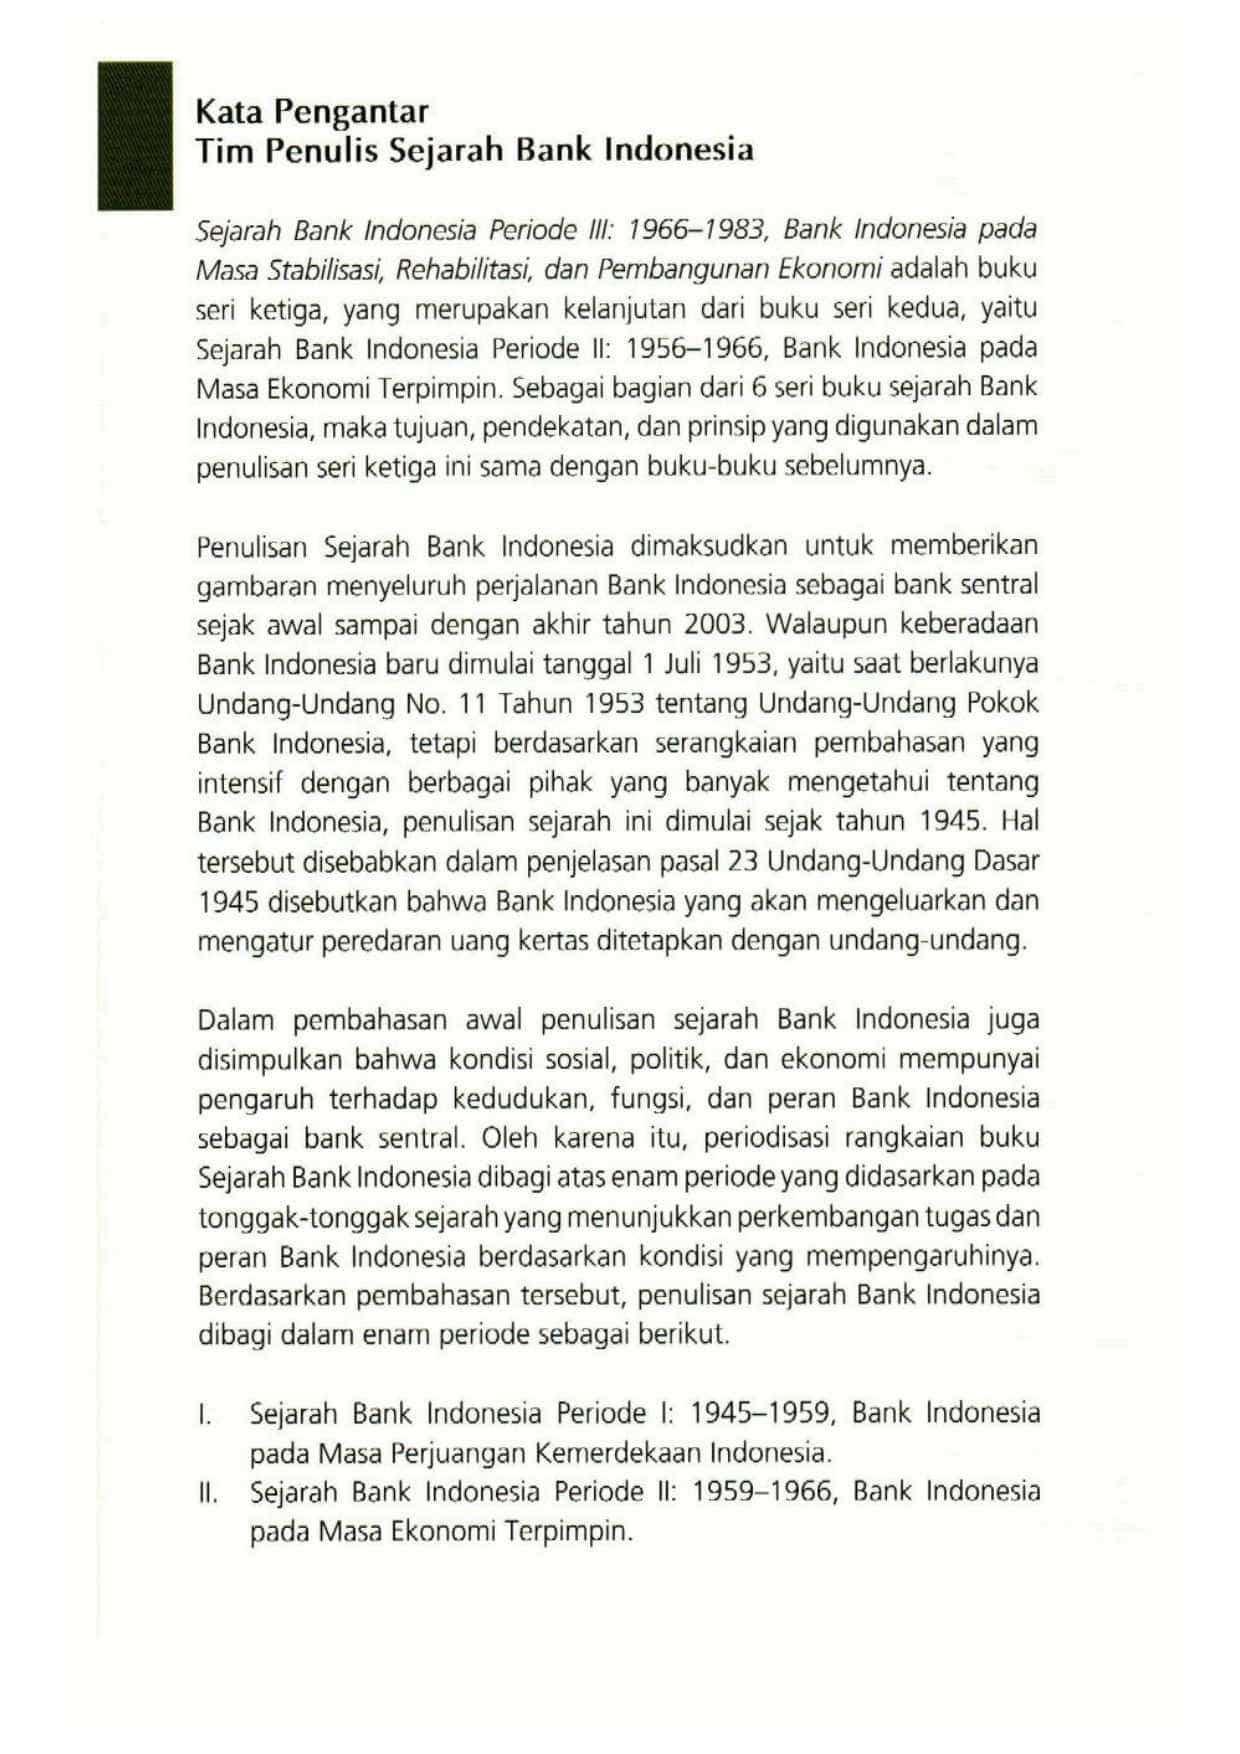 Kata Pengantar
Tim Penulis Sejarah Bank Indonesia
Sejarah Bank Indonesia Periode III: 1966–1983, Bank Indonesia pada
Masa Stabilisasi, Rehabilitasi, dan Pembangunan Ekonomi adalah buku
seri ketiga, yang merupakan kelanjutan dari buku seri kedua, yaitu
Sejarah Bank Indonesia Periode II: 1956–1966, Bank Indonesia pada
Masa Ekonomi Terpimpin. Sebagai bagian dari 6 seri buku sejarah Bank
Indonesia, maka tujuan, pendekatan, dan prinsip yang digunakan dalam
penulisan seri ketiga ini sama dengan buku-buku sebelumnya.
Penulisan Sejarah Bank Indonesia dimaksudkan untuk memberikan
gambaran menyeluruh perjalanan Bank Indonesia sebagai bank sentral
sejak awal sampai dengan akhir tahun 2003. Walaupun keberadaan
Bank Indonesia baru dimulai tanggal 1 Juli 1953, yaitu saat berlakunya
Undang-Undang No. 11 Tahun 1953 tentang Undang-Undang Pokok
Bank Indonesia, tetapi berdasarkan serangkaian pembahasan yang
intensif dengan berbagai pihak yang banyak mengetahui tentang
Bank Indonesia, penulisan sejarah ini dimulai sejak tahun 1945. Hal
tersebut disebabkan dalam penjelasan pasal 23 Undang-Undang Dasar
1945 disebutkan bahwa Bank Indonesia yang akan mengeluarkan dan
mengatur peredaran uang kertas ditetapkan dengan undang-undang.
Dalam pembahasan awal penulisan sejarah Bank Indonesia juga
disimpulkan bahwa kondisi sosial, politik, dan ekonomi mempunyai
pengaruh terhadap kedudukan, fungsi, dan peran Bank Indonesia
sebagai bank sentral. Oleh karena itu, periodisasi rangkaian buku
Sejarah Bank Indonesia dibagi atas enam periode yang didasarkan pada
tonggak-tonggak sejarah yang menunjukkan perkembangan tugas dan
peran Bank Indonesia berdasarkan kondisi yang mempengaruhinya.
Berdasarkan pembahasan tersebut, penulisan sejarah Bank Indonesia
dibagi dalam enam periode sebagai berikut.
I. Sejarah Bank Indonesia Periode I: 1945–1959, Bank Indonesia
pada Masa Perjuangan Kemerdekaan Indonesia.
II. Sejarah Bank Indonesia Periode II: 1959–1966, Bank Indonesia
pada Masa Ekonomi Terpimpin.